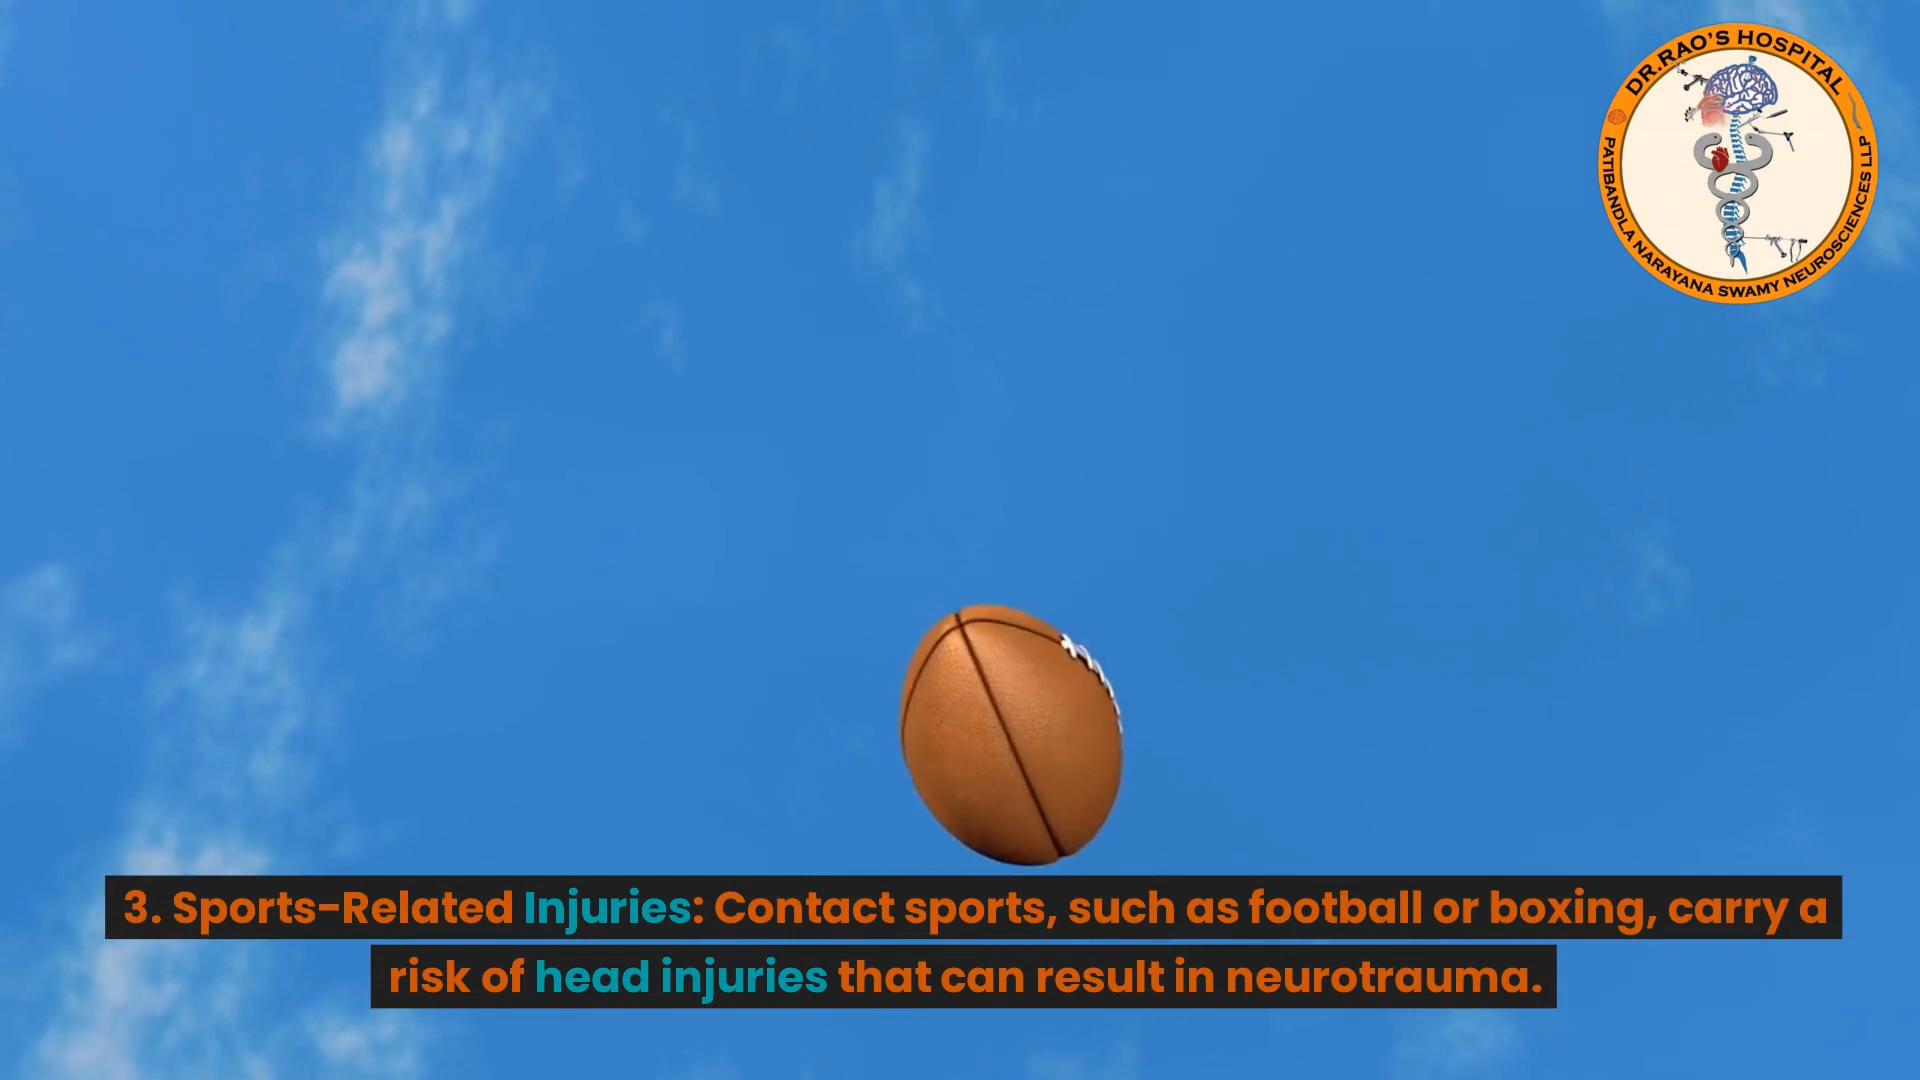 DR.RAO'S HOSPITAL
PATIBANDLA NARAYANA SWAMY NEUROSCIENCES LLP
3. Sports-Related Injuries: Contact sports, such as football or boxing, carry a
risk of head injuries that can result in neurotrauma.